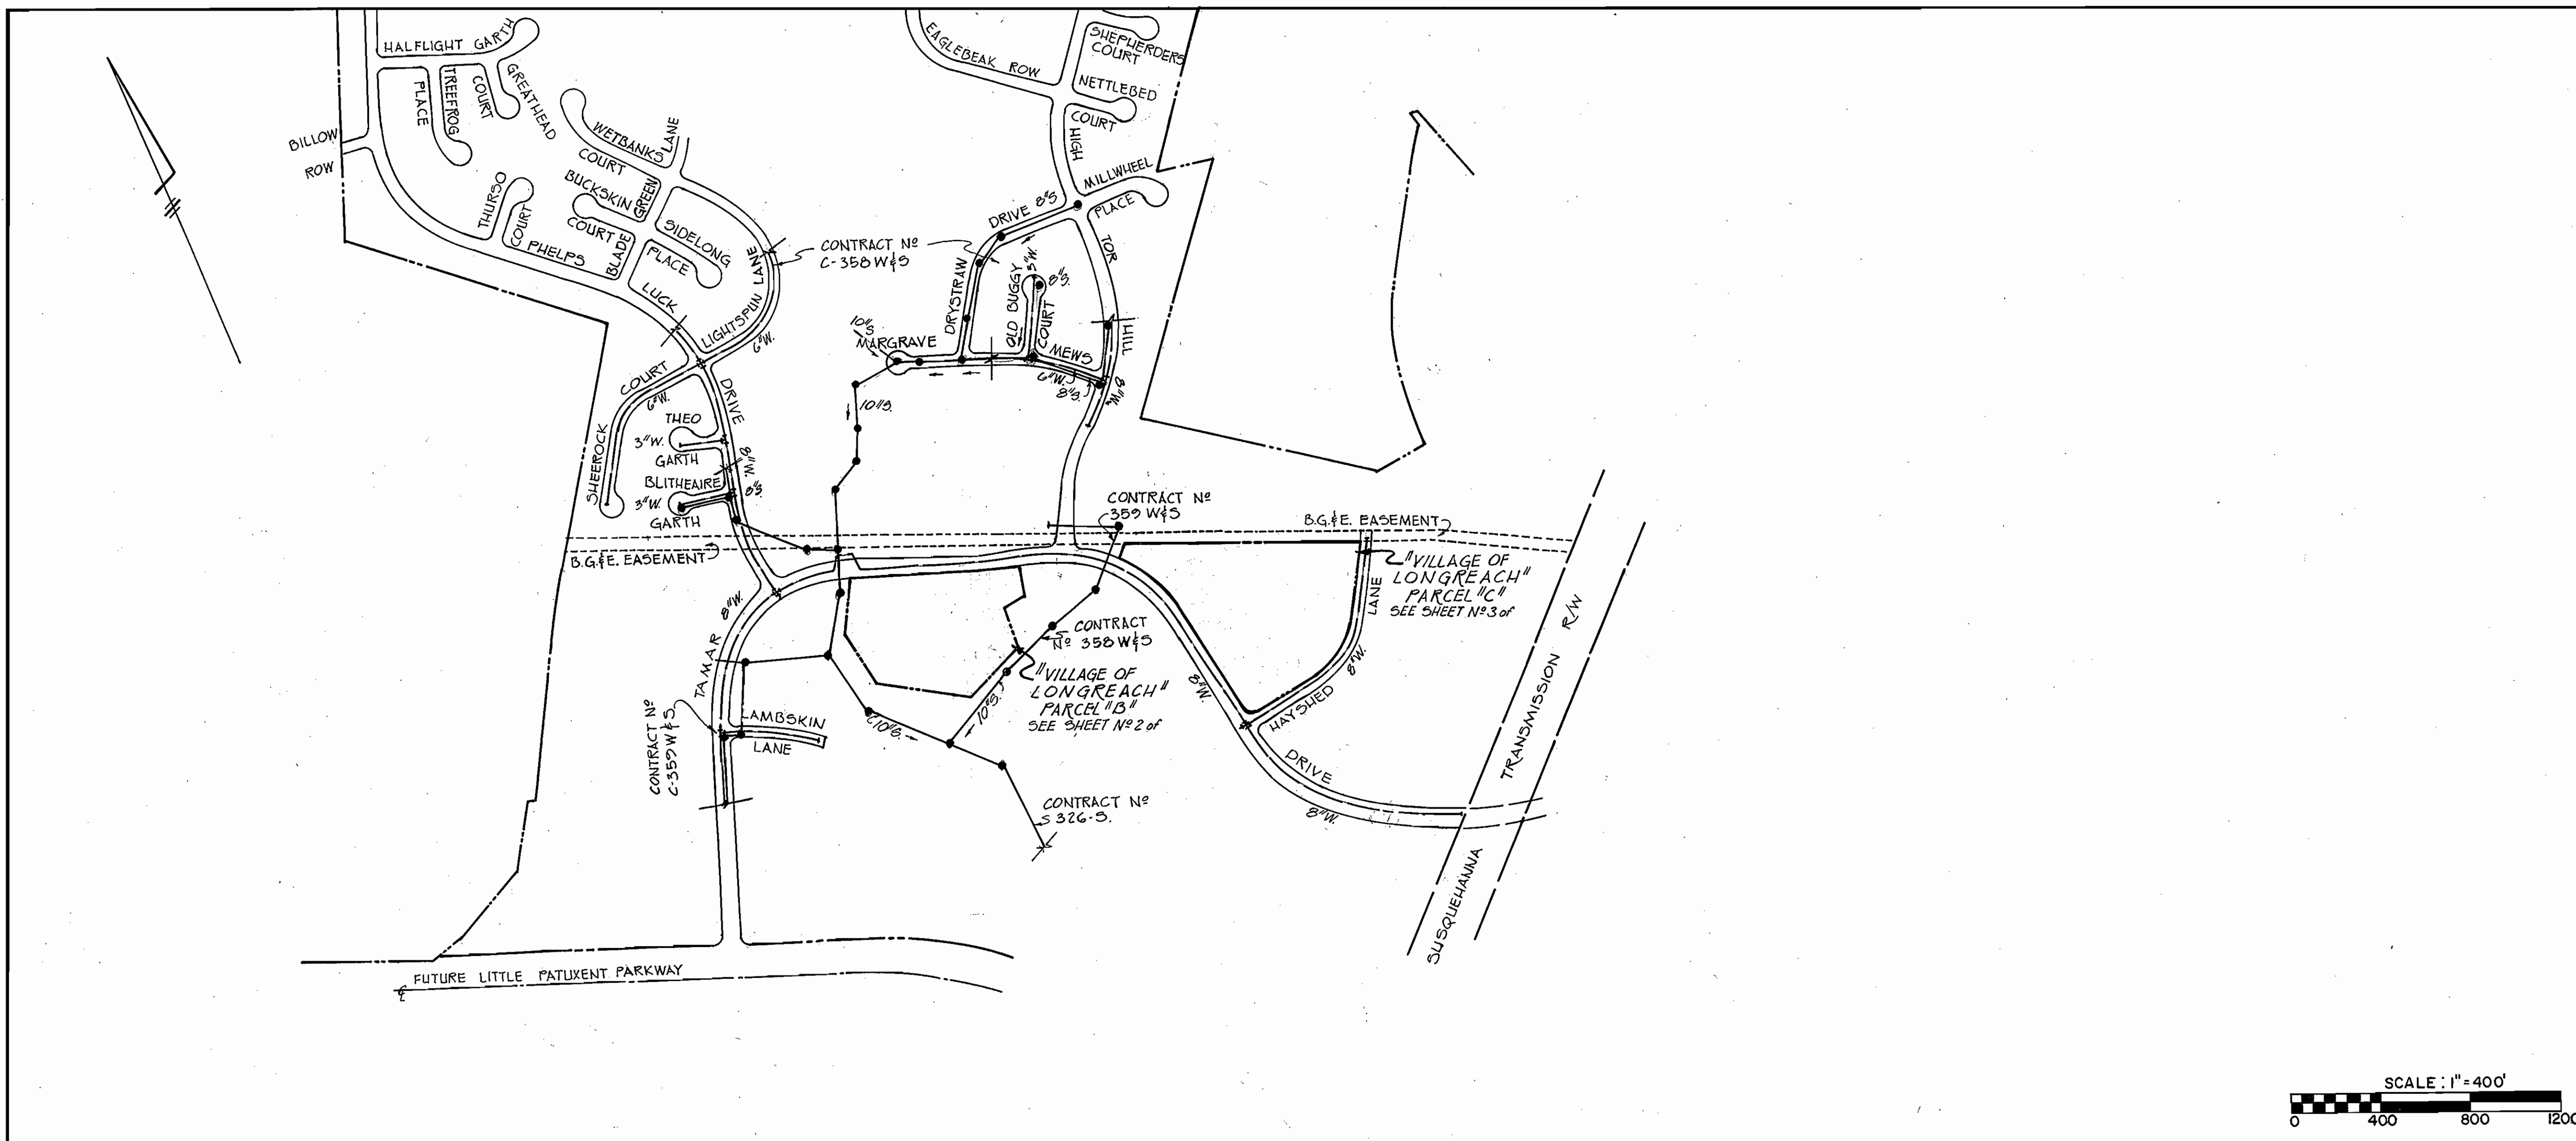 HALFLIGHT GARTH
TREEFROG
PLACE
GREATHEAD
COURT
BILLOW
ROW
WETBANKS
COURT
LANE
BUCKSKIN
COURT
GREEN
BLADE
SIDELONG
PLACE
THURSO
COURT
PHELPS
LUCK
DRIVE
LIGHTSPUN LANE
6"W.
EAGLEBEAK ROW
SHEPHERDERS
COURT
NETTLEBED
COURT
HIGH
TOR
HILL
MILLWHEEL
PLACE
DRYSTRAW
DRIVE 8"S
CONTRACT Nº
C-358 W&S
OLD BUGGY
COURT
3"W.
8"S.
10"S.
MARGRAVE
MEWS
6"W.
8"S.
8"W.
10"S.
SHEEROCK
COURT
6"W.
THEO
3"W.
GARTH
BLITHEAIRE
3"W.
GARTH
8"W.
8"S.
CONTRACT Nº
359 W&S
B.G.&E. EASEMENT
B.G.&E. EASEMENT
"VILLAGE OF
LONGREACH"
PARCEL "C"
SEE SHEET Nº 3 of
LANE
HAYSHED
8"W.
TAMAR
8"W.
CONTRACT
Nº 358 W&S
"VILLAGE OF
LONGREACH"
PARCEL "B"
SEE SHEET Nº 2 of
10"S.
10"S.
8"W.
CONTRACT Nº
C-359 W&S.
LAMBSKIN
LANE
DRIVE
8"W.
CONTRACT Nº
S 326-S.
SUSQUEHANNA TRANSMISSION R/W
FUTURE LITTLE PATUXENT PARKWAY
SCALE : 1" = 400'
0 400 800 1200